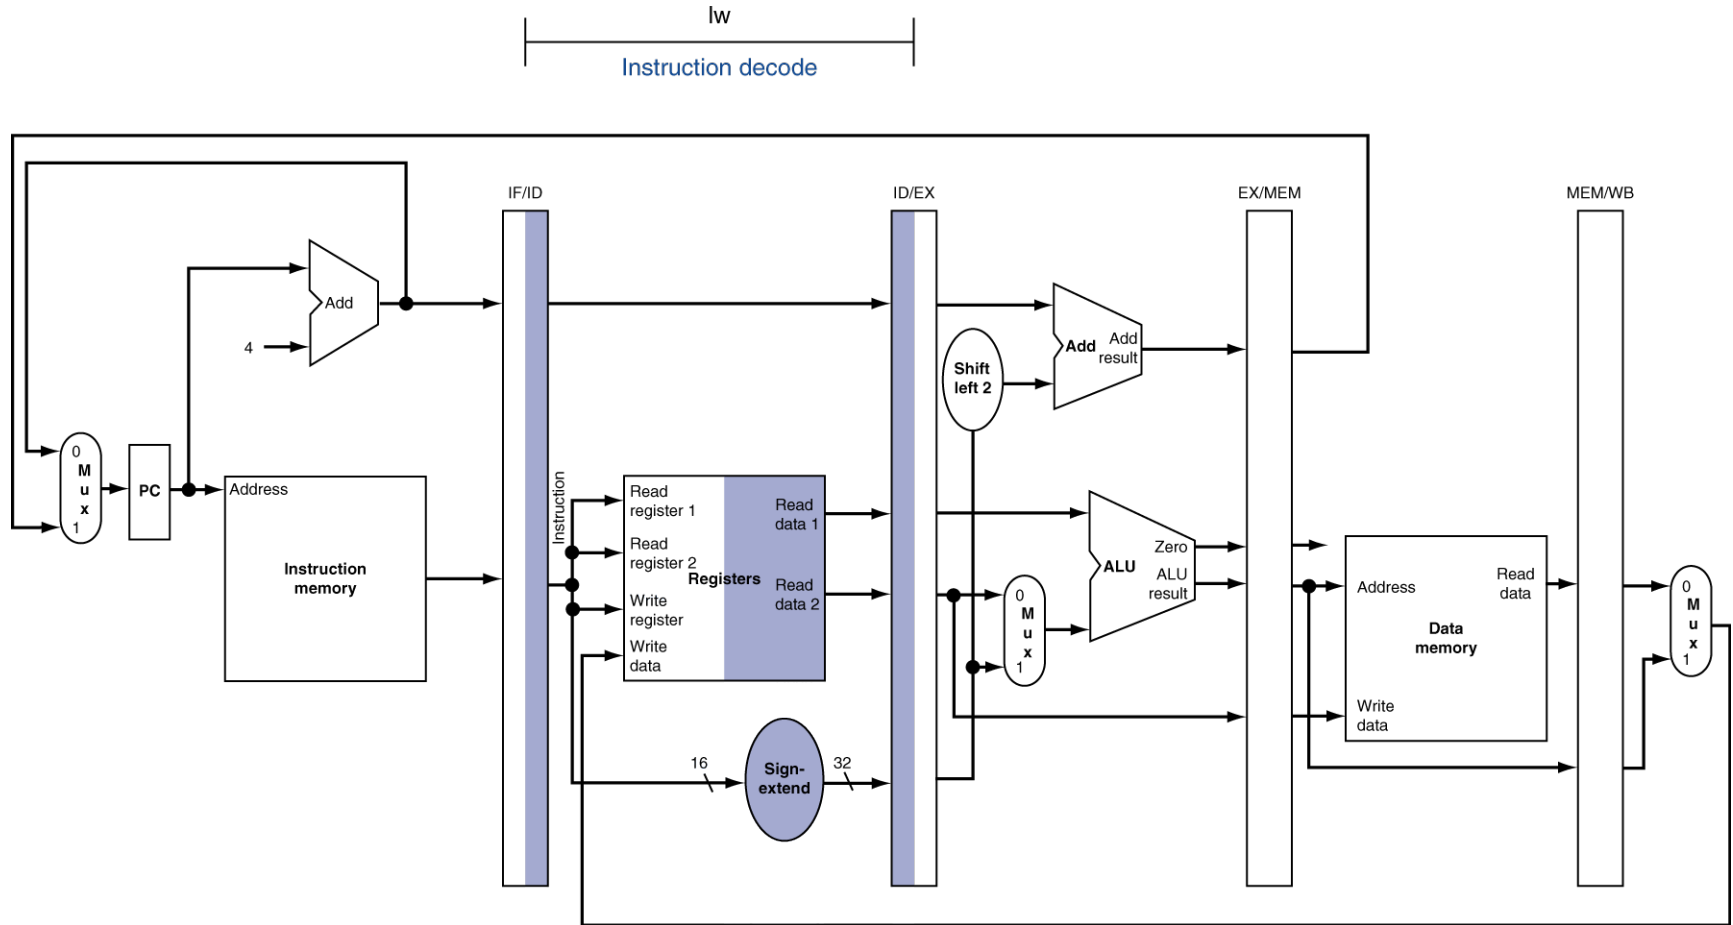 lw
Instruction decode
IF/ID
ID/EX
EX/MEM
MEM/WB
Add
4
Add
Add
result
Shift
left 2
0
M
u
x
1
PC
Address
Instruction
memory
Instruction
Read
register 1
Read
register 2
Write
register
Write
data
Registers
Read
data 1
Read
data 2
16
Sign-
extend
32
0
M
u
x
1
ALU
Zero
ALU
result
Address
Read
data
Data
memory
Write
data
0
M
u
x
1